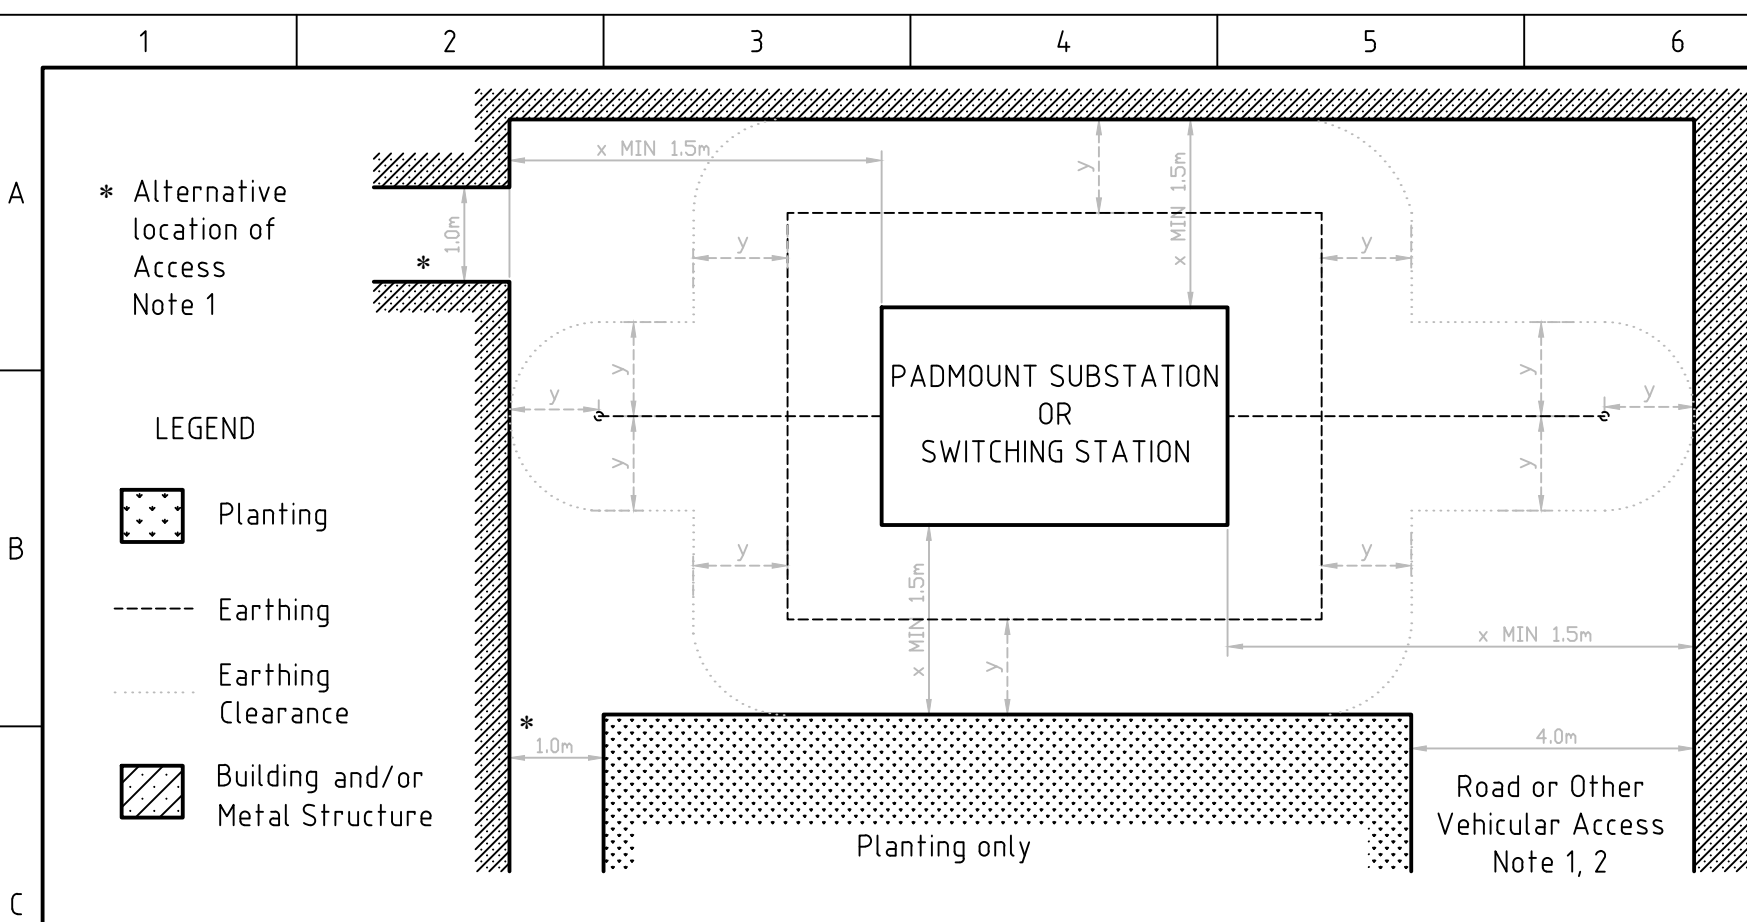 1 2 3 4 5 6
A
B
C
* Alternative
location of
Access
Note 1
LEGEND
Planting
Earthing
Earthing
Clearance
Building and/or
Metal Structure
x MIN 1.5m
y
x MIN 1.5m
1.0m
*
y
y
y
y
y
y
y
y
y
PADMOUNT SUBSTATION
OR
SWITCHING STATION
y
y
x MIN 1.5m
y
x MIN 1.5m
*
1.0m
4.0m
Planting only
Road or Other
Vehicular Access
Note 1, 2